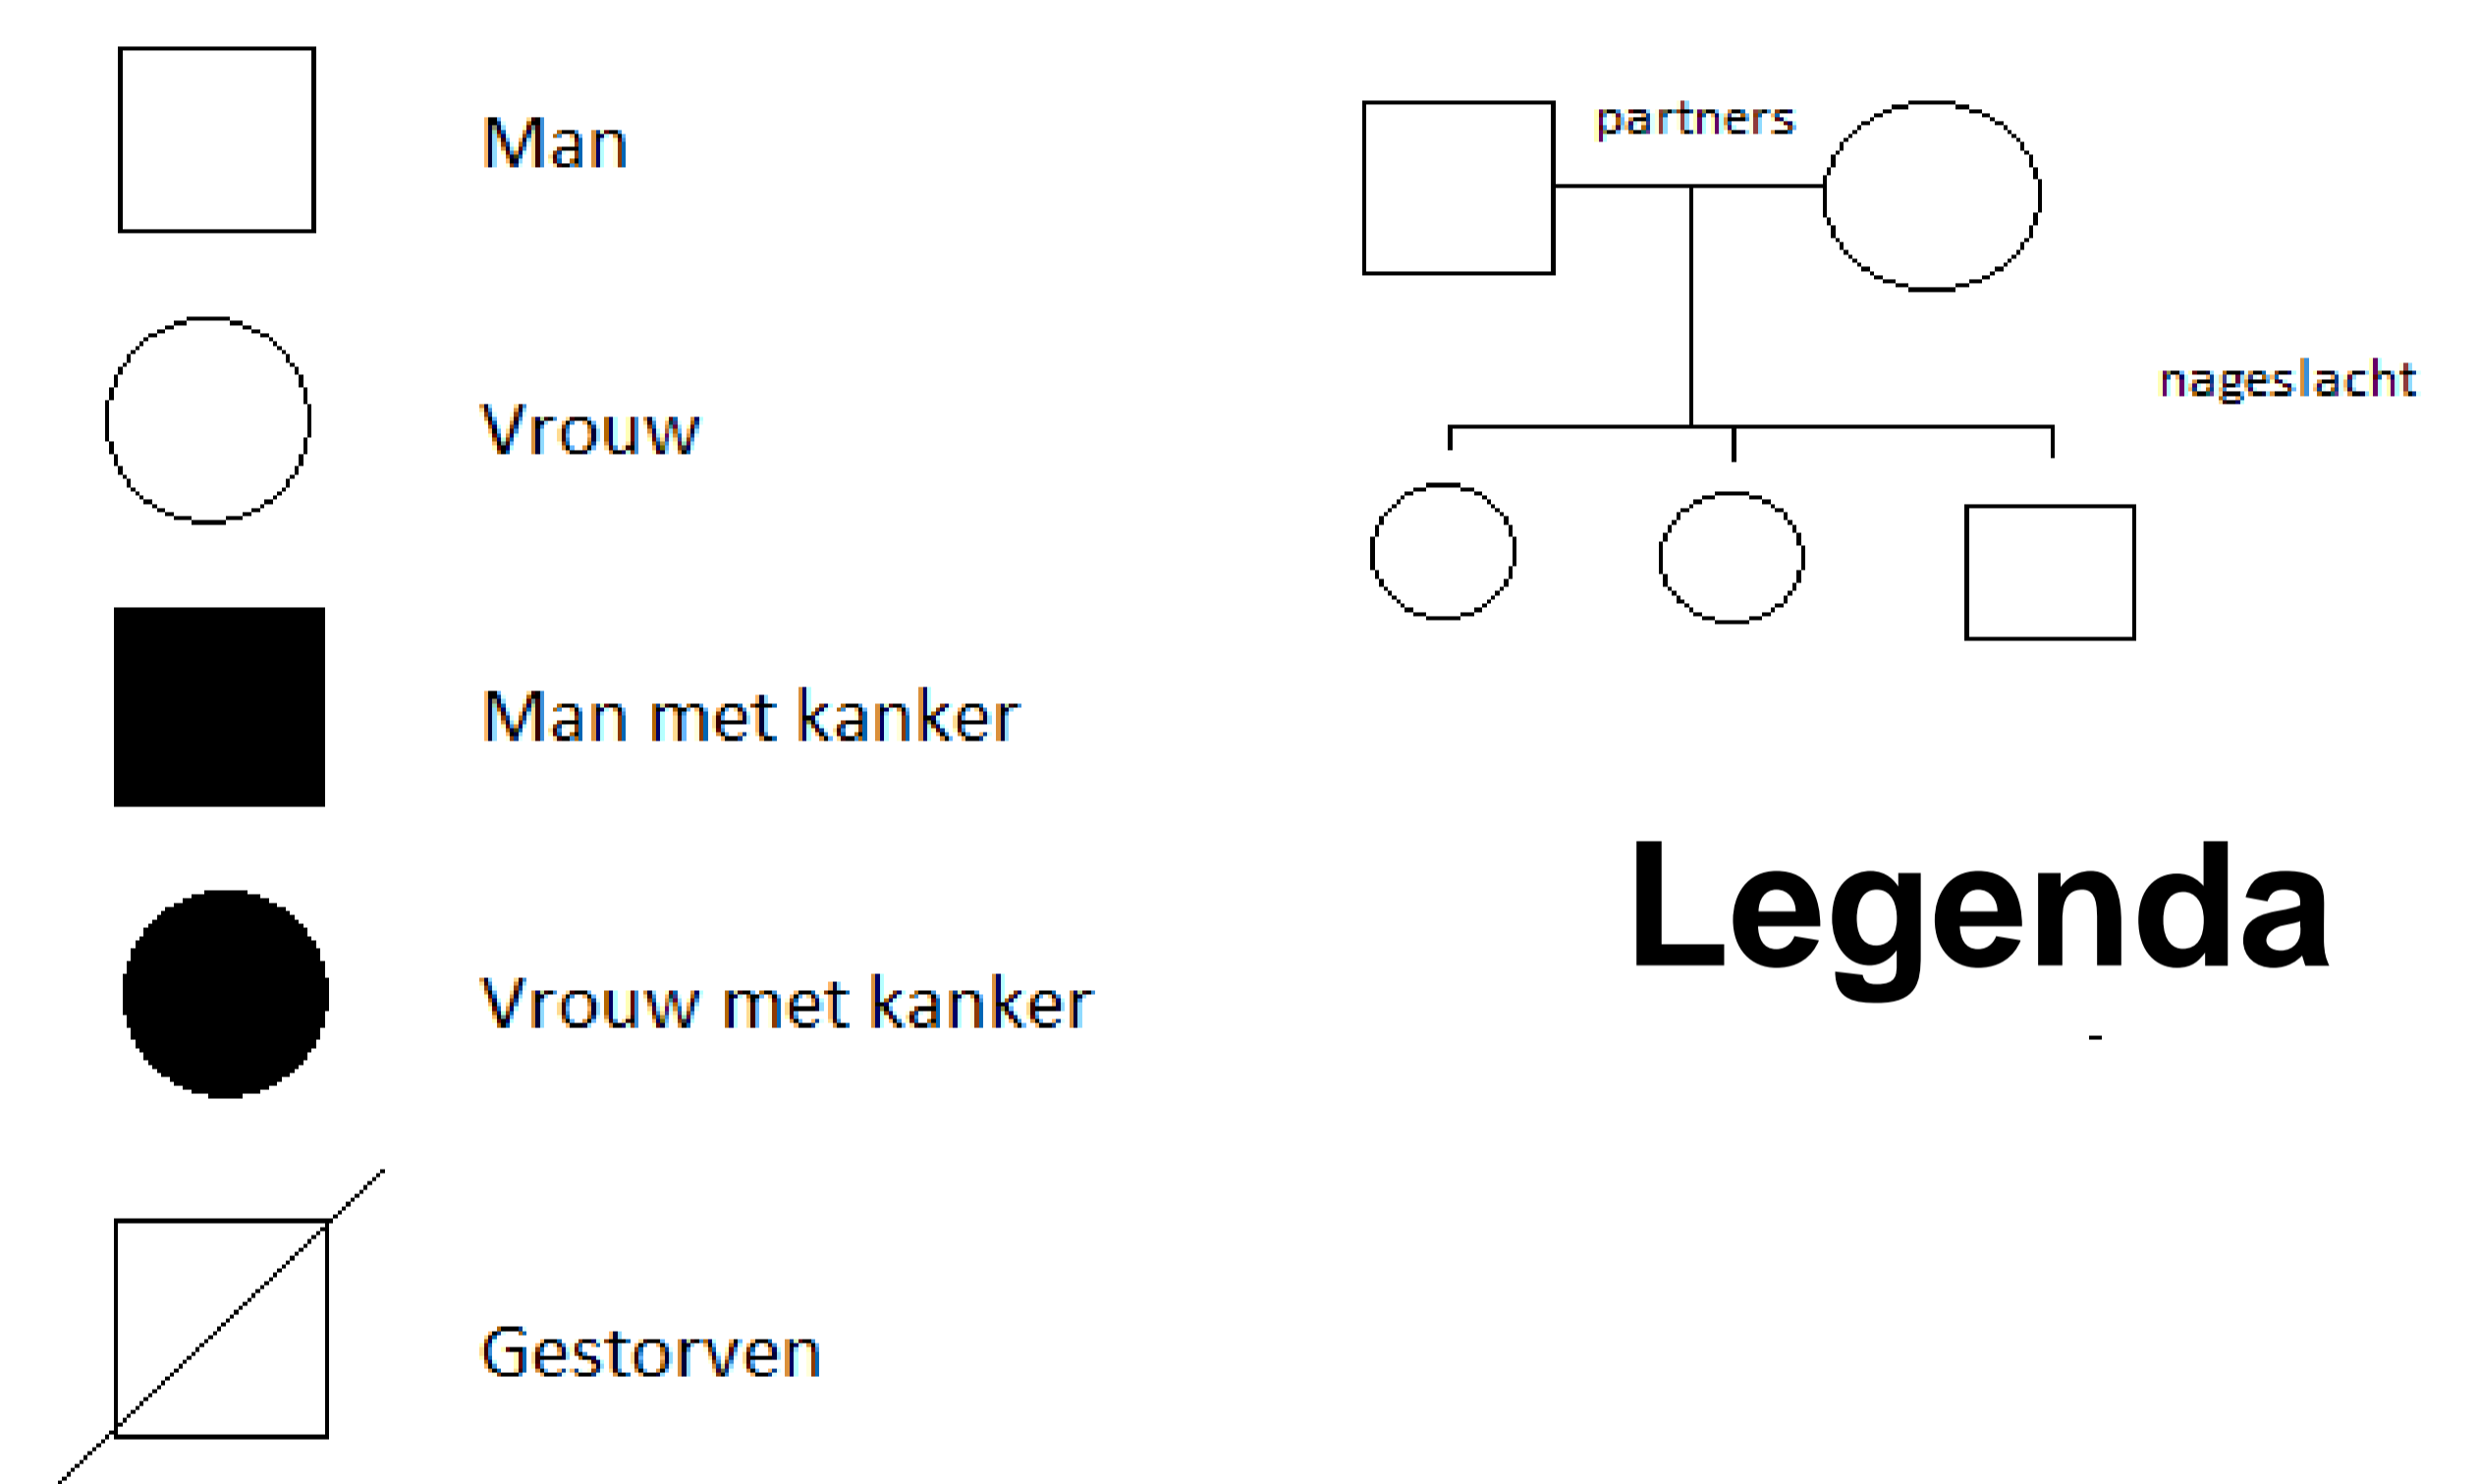 Man
Vrouw
Man met kanker
Vrouw met kanker
Gestorven
partners
nageslacht
Legenda